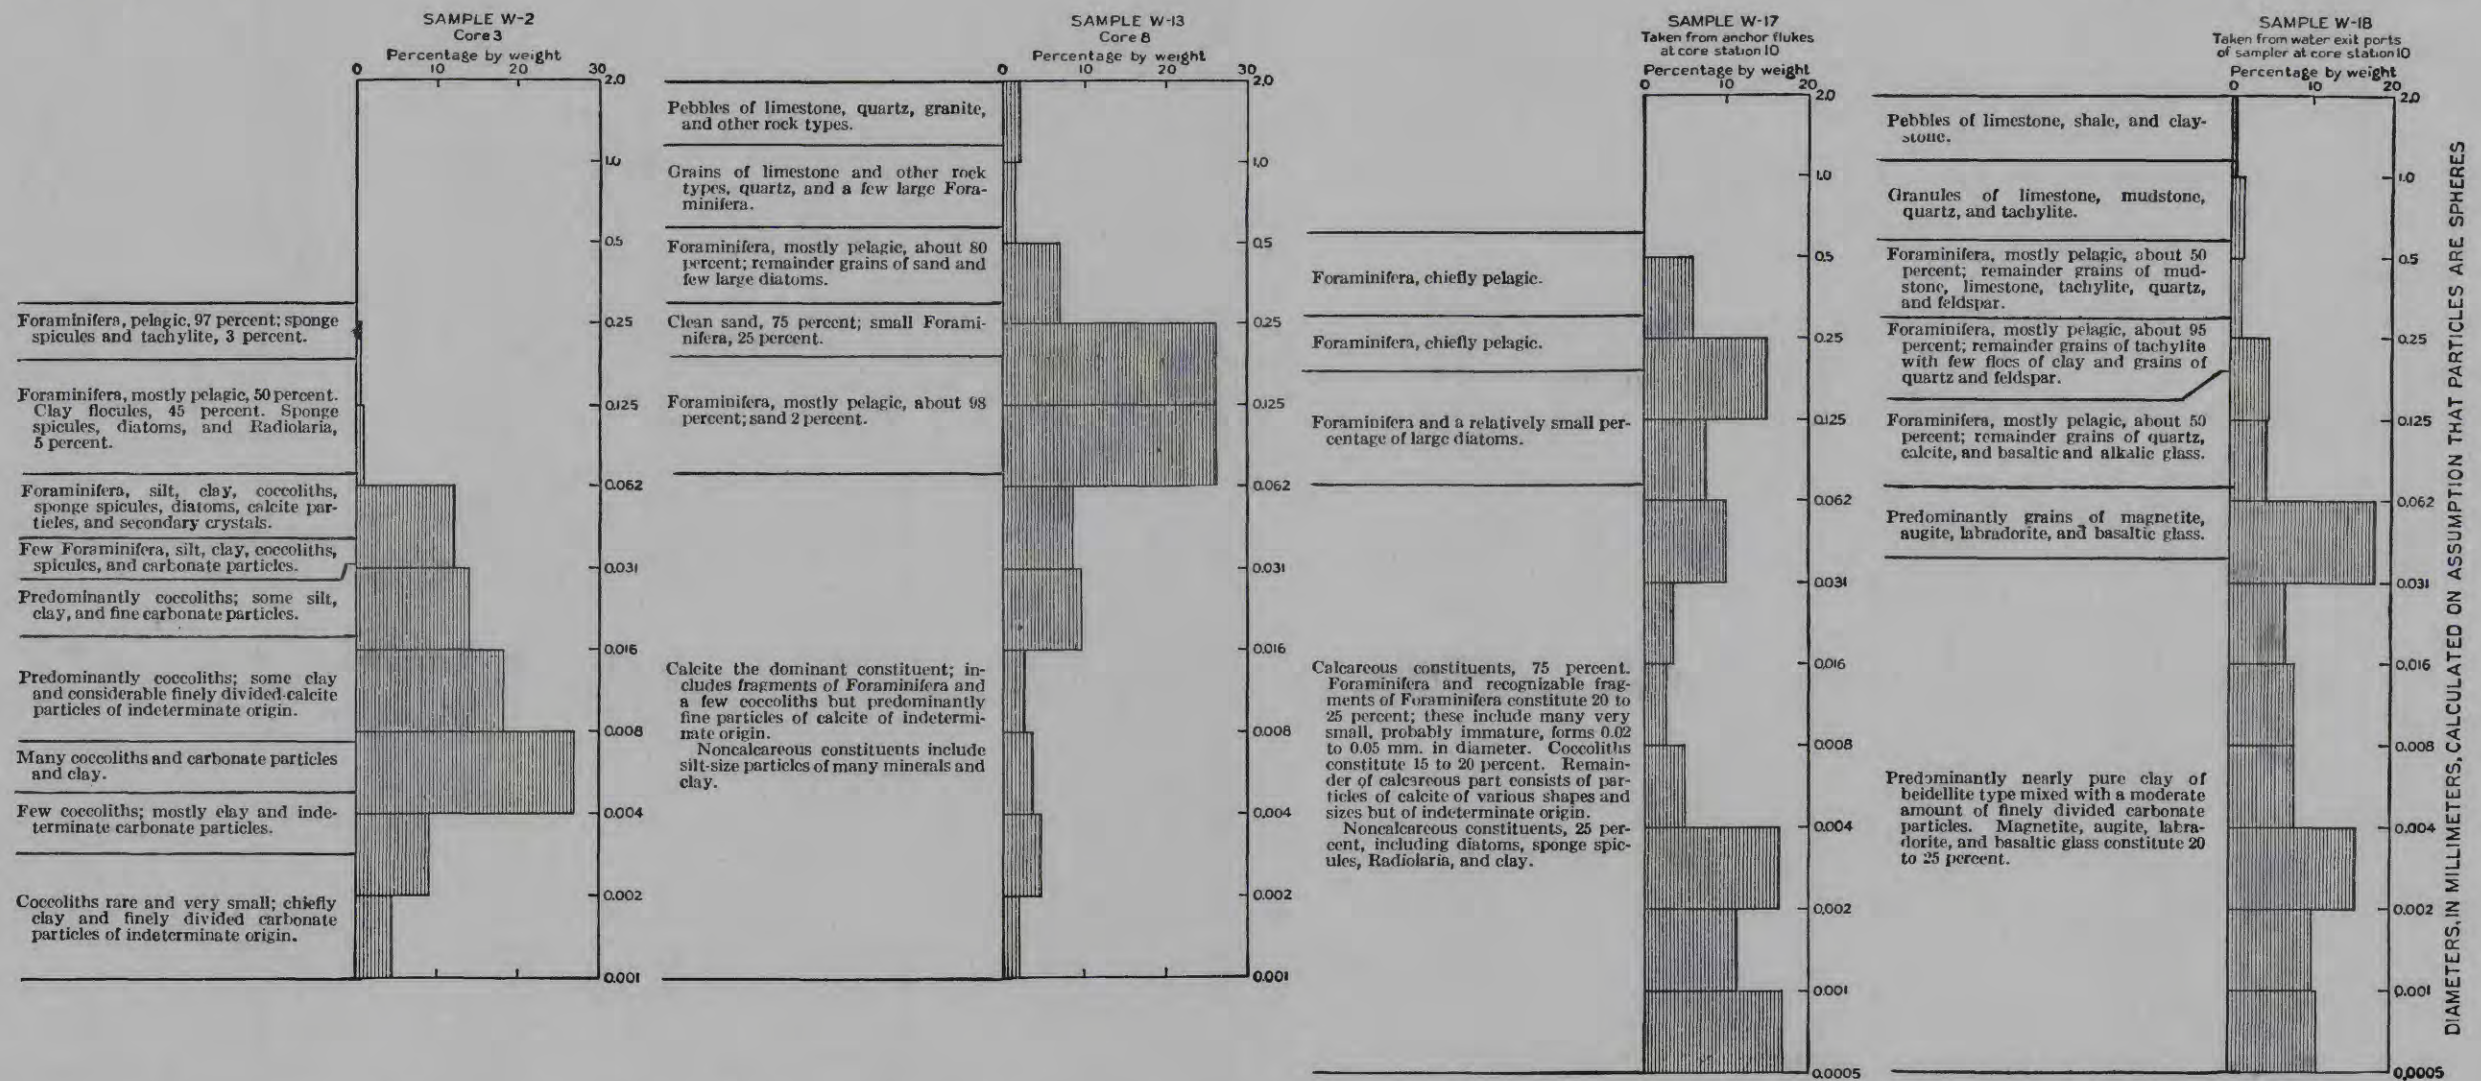 SAMPLE W-2
Core 3
Percentage by weight
0 10 20 30
2.0
1.0
0.5
0.25
0.125
0.062
0.031
0.016
0.008
0.004
0.002
0.001
Foraminifera, pelagic, 97 percent; sponge
spicules and tachylite, 3 percent.
Foraminifera, mostly pelagic, 50 percent.
Clay flocules, 45 percent. Sponge
spicules, diatoms, and Radiolaria,
5 percent.
Foraminifera, silt, clay, coccoliths,
sponge spicules, diatoms, calcite par-
ticles, and secondary crystals.
Few Foraminifera, silt, clay, coccoliths,
spicules, and carbonate particles.
Predominantly coccoliths; some silt,
clay, and fine carbonate particles.
Predominantly coccoliths; some clay
and considerable finely divided calcite
particles of indeterminate origin.
Many coccoliths and carbonate particles
and clay.
Few coccoliths; mostly clay and inde-
terminate carbonate particles.
Coccoliths rare and very small; chiefly
clay and finely divided carbonate
particles of indeterminate origin.
SAMPLE W-13
Core 8
Percentage by weight
0 10 20 30
2.0
1.0
0.5
0.25
0.125
0.062
0.031
0.016
0.008
0.004
0.002
0.001
Pebbles of limestone, quartz, granite,
and other rock types.
Grains of limestone and other rock
types, quartz, and a few large Fora-
minifera.
Foraminifera, mostly pelagic, about 80
percent; remainder grains of sand and
few large diatoms.
Clean sand, 75 percent; small Forami-
nifera, 25 percent.
Foraminifera, mostly pelagic, about 98
percent; sand 2 percent.
Calcite the dominant constituent; in-
cludes fragments of Foraminifera and
a few coccoliths but predominantly
fine particles of calcite of indetermi-
nate origin.
Noncalcareous constituents include
silt-size particles of many minerals and
clay.
SAMPLE W-17
Taken from anchor flukes
at core station 10
Percentage by weight
0 10 20
2.0
1.0
0.5
0.25
0.125
0.062
0.031
0.016
0.008
0.004
0.002
0.001
0.0005
Foraminifera, chiefly pelagic.
Foraminifera, chiefly pelagic.
Foraminifera and a relatively small per-
centage of large diatoms.
Calcareous constituents, 75 percent.
Foraminifera and recognizable frag-
ments of Foraminifera constitute 20 to
25 percent; these include many very
small, probably immature, forms 0.02
to 0.05 mm. in diameter. Coccoliths
constitute 15 to 20 percent. Remain-
der of calcareous part consists of par-
ticles of calcite of various shapes and
sizes but of indeterminate origin.
Noncalcareous constituents, 25 per-
cent, including diatoms, sponge spic-
ules, Radiolaria, and clay.
SAMPLE W-18
Taken from water exit ports
of sampler at core station 10
Percentage by weight
0 10 20
2.0
1.0
0.5
0.25
0.125
0.062
0.031
0.016
0.008
0.004
0.002
0.001
0.0005
Pebbles of limestone, shale, and clay-
stone.
Granules of limestone, mudstone,
quartz, and tachylite.
Foraminifera, mostly pelagic, about 50
percent; remainder grains of mud-
stone, limestone, tachylite, quartz,
and feldspar.
Foraminifera, mostly pelagic, about 95
percent; remainder grains of tachylite
with few flocs of clay and grains of
quartz and feldspar.
Foraminifera, mostly pelagic, about 50
percent; remainder grains of quartz,
calcite, and basaltic and alkalic glass.
Predominantly grains of magnetite,
augite, labradorite, and basaltic glass.
Predominantly nearly pure clay of
beidellite type mixed with a moderate
amount of finely divided carbonate
particles. Magnetite, augite, labra-
dorite, and basaltic glass constitute 20
to 25 percent.
DIAMETERS, IN MILLIMETERS, CALCULATED ON ASSUMPTION THAT PARTICLES ARE SPHERES